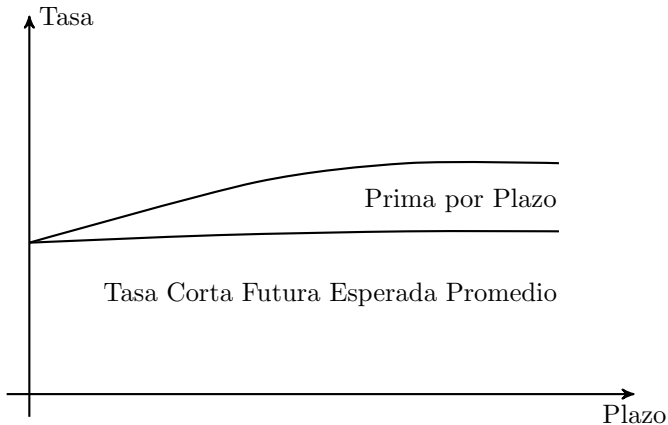 Tasa
Prima por Plazo
Tasa Corta Futura Esperada Promedio
Plazo